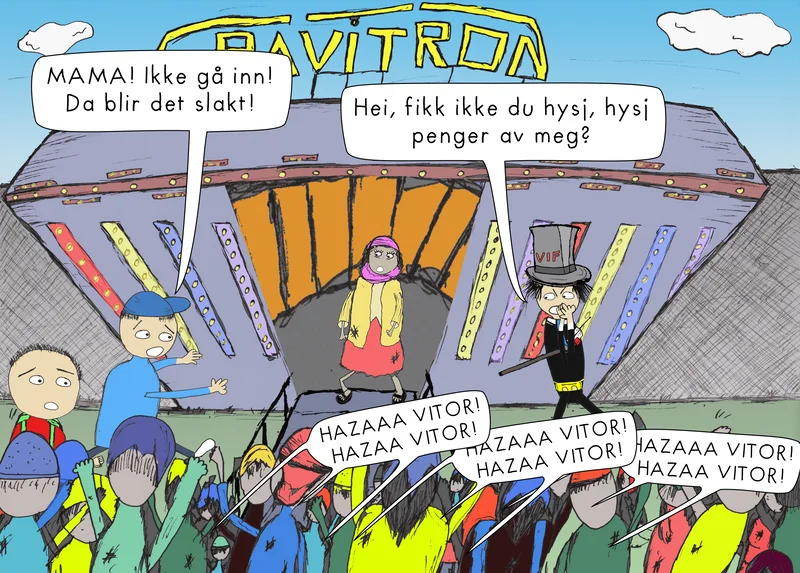 GRAVITRON
MAMA! Ikke gå inn!
Da blir det slakt!
Hei, fikk ikke du hysj, hysj
penger av meg?
VIP
HAZAAA VITOR!
HAZAA VITOR!
HAZAAA VITOR!
HAZAA VITOR!
HAZAAA VITOR!
HAZAA VITOR!